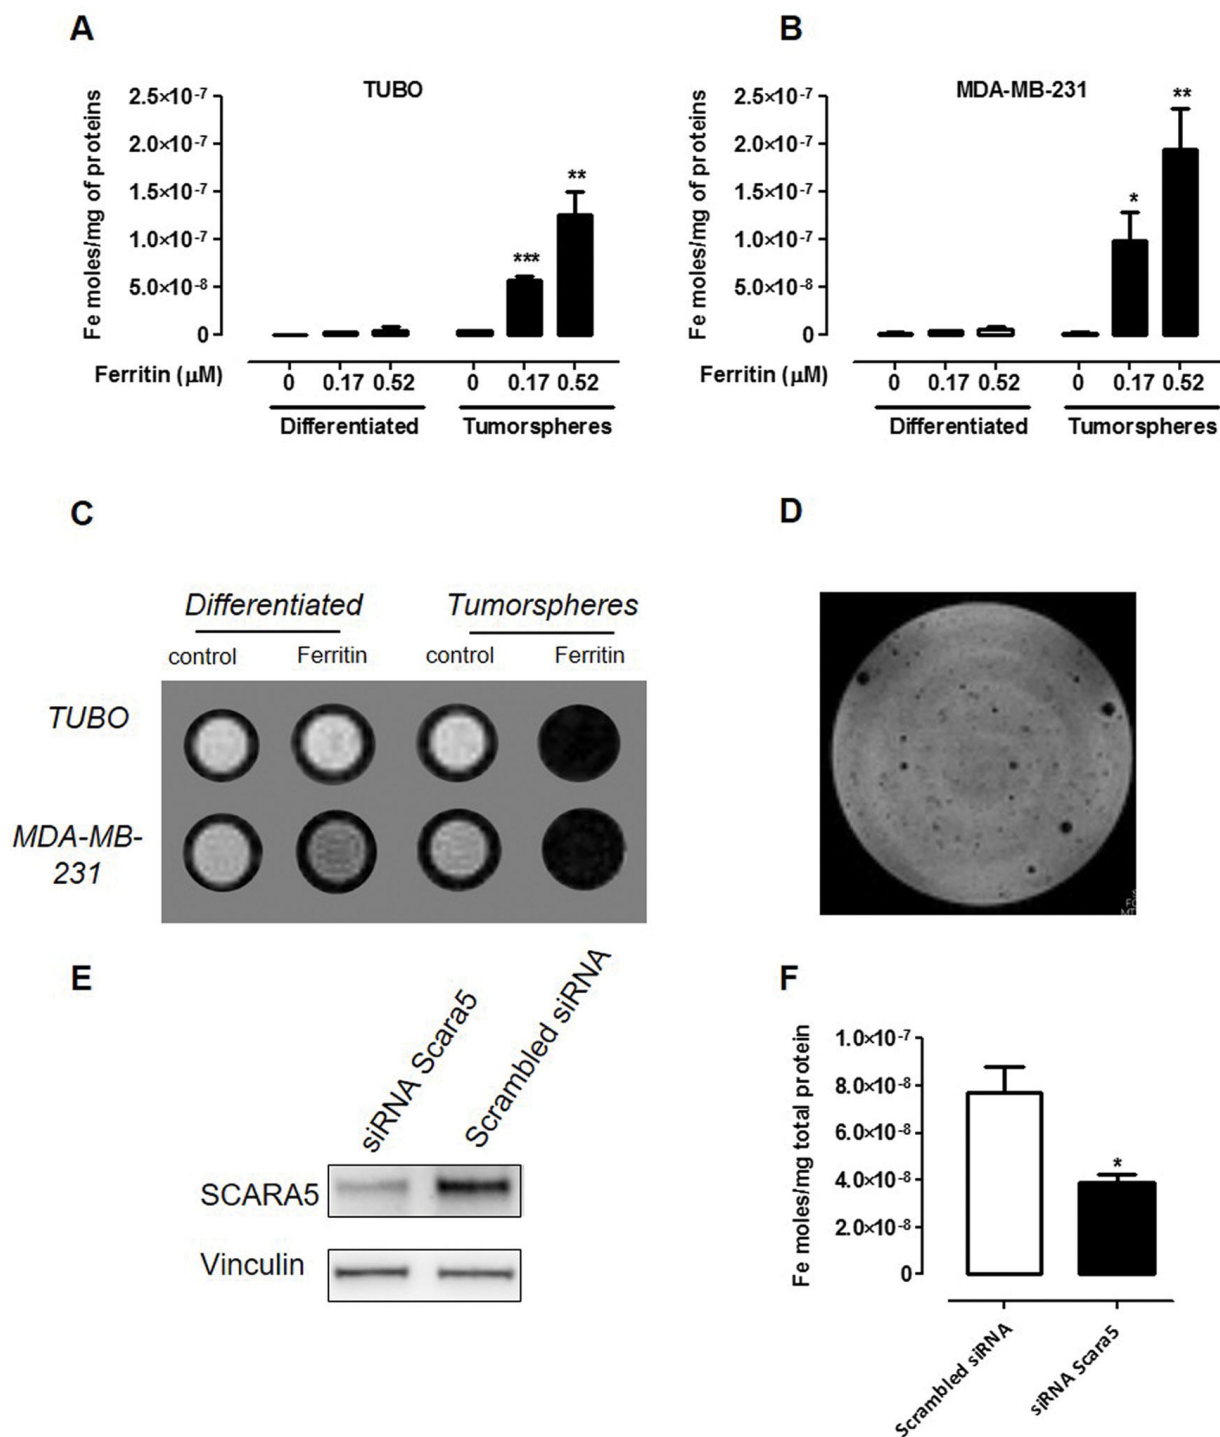 A
TUBO
Fe moles/mg of proteins
2.5×10⁻⁷
2.0×10⁻⁷
1.5×10⁻⁷
1.0×10⁻⁷
5.0×10⁻⁸
0
***
**
Ferritin (μM)
0 0.17 0.52 0 0.17 0.52
Differentiated Tumorspheres
B
MDA-MB-231
Fe moles/mg of proteins
2.5×10⁻⁷
2.0×10⁻⁷
1.5×10⁻⁷
1.0×10⁻⁷
5.0×10⁻⁸
0
*
**
Ferritin (μM)
0 0.17 0.52 0 0.17 0.52
Differentiated Tumorspheres
C
Differentiated Tumorspheres
control Ferritin control Ferritin
TUBO
MDA-MB-
231
D
E
siRNA Scara5
Scrambled siRNA
SCARA5
Vinculin
F
Fe moles/mg total protein
1.0×10⁻⁷
8.0×10⁻⁸
6.0×10⁻⁸
4.0×10⁻⁸
2.0×10⁻⁸
0
*
Scrambled siRNA
siRNA Scara5